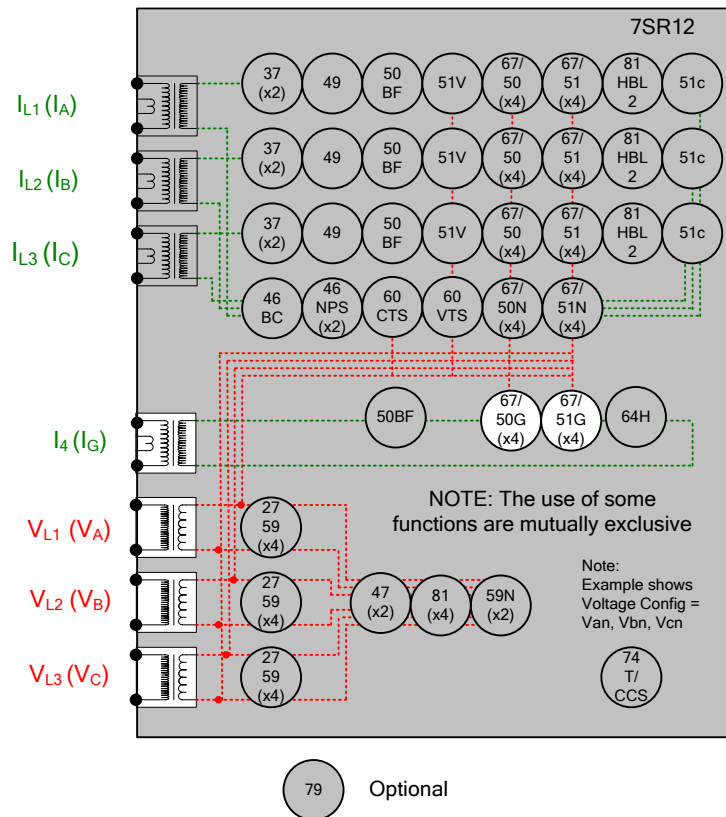 7SR12
IL1 (IA)
37
(x2)
49
50
BF
51V
67/
50
(x4)
67/
51
(x4)
81
HBL
2
51c
IL2 (IB)
37
(x2)
49
50
BF
51V
67/
50
(x4)
67/
51
(x4)
81
HBL
2
51c
IL3 (IC)
37
(x2)
49
50
BF
51V
67/
50
(x4)
67/
51
(x4)
81
HBL
2
51c
46
BC
46
NPS
(x2)
60
CTS
60
VTS
67/
50N
(x4)
67/
51N
(x4)
I4 (IG)
50BF
67/
50G
(x4)
67/
51G
(x4)
64H
NOTE: The use of some
functions are mutually exclusive
VL1 (VA)
27
59
(x4)
VL2 (VB)
27
59
(x4)
47
(x2)
81
(x4)
59N
(x2)
Note:
Example shows
Voltage Config =
Van, Vbn, Vcn
VL3 (VC)
27
59
(x4)
74
T/
CCS
79
Optional